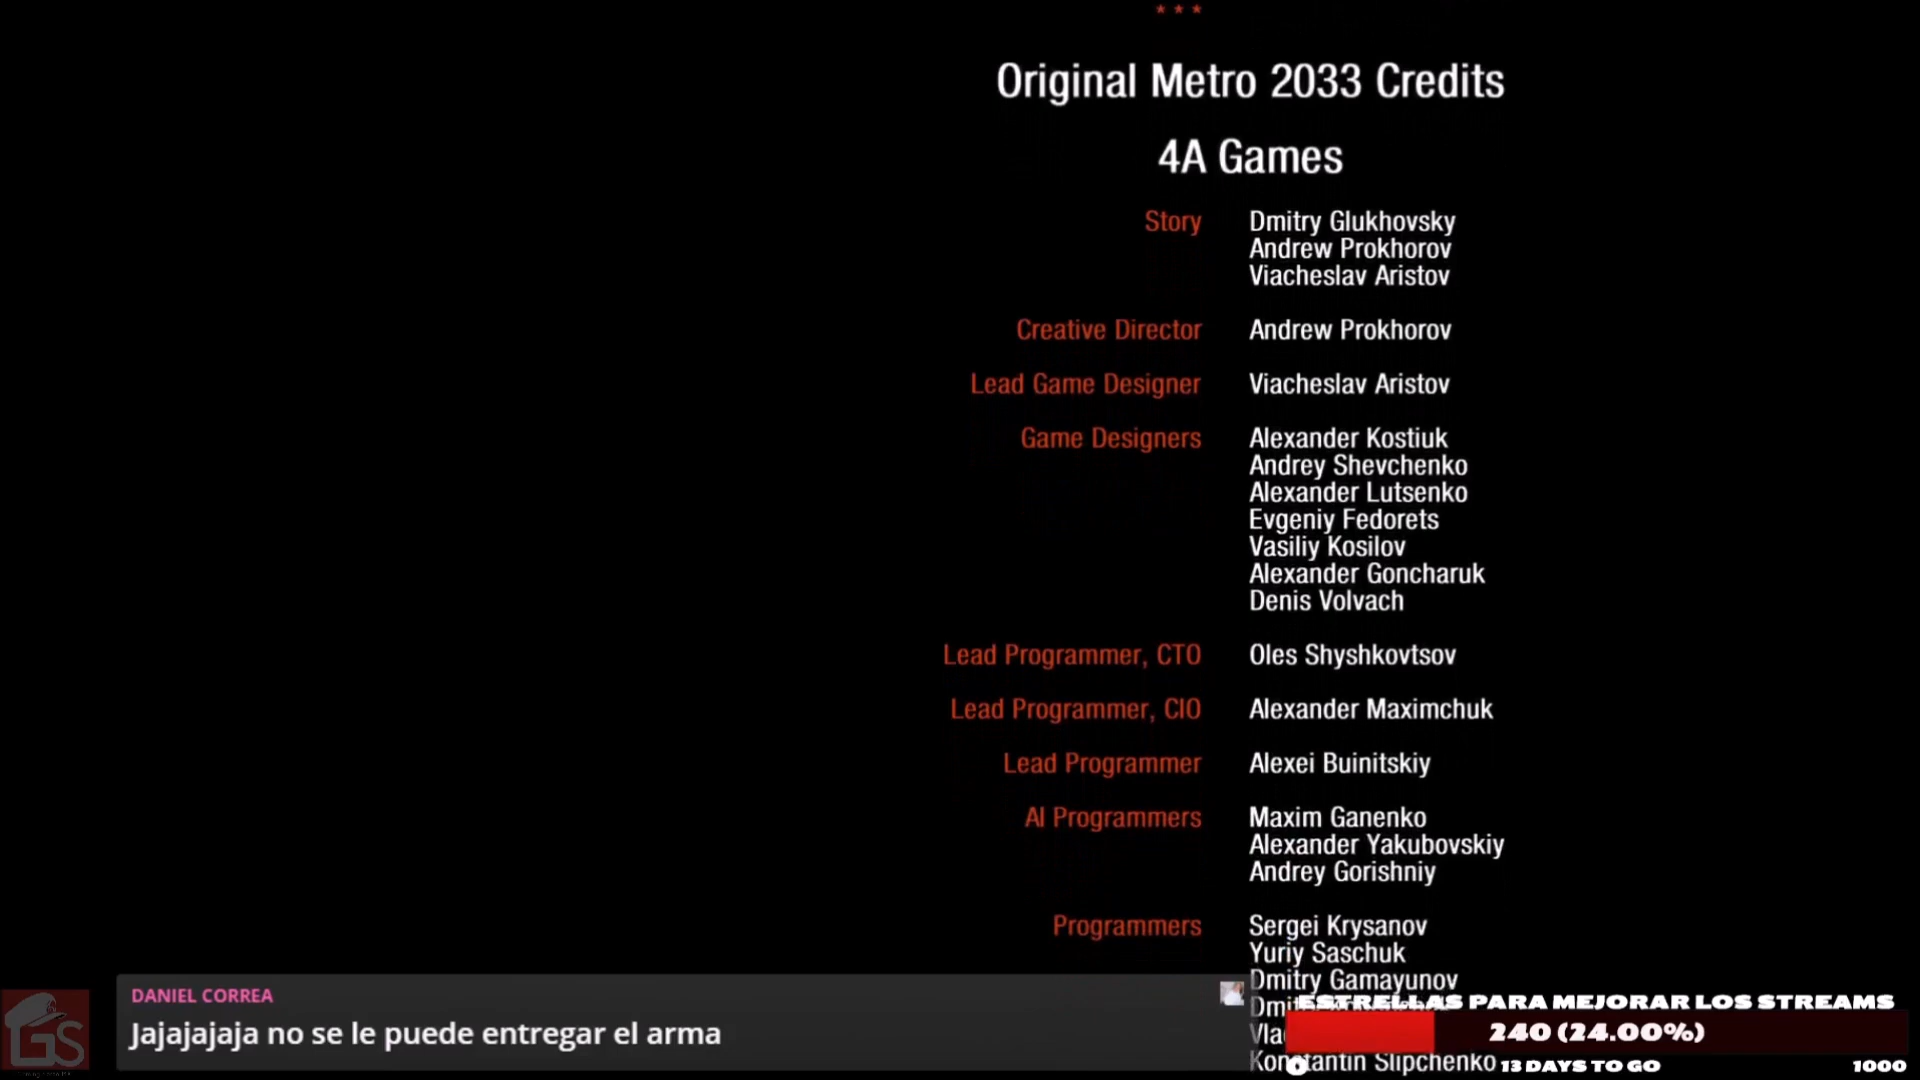 * * *
Original Metro 2033 Credits
4A Games
Story Dmitry Glukhovsky
Andrew Prokhorov
Viacheslav Aristov
Creative Director Andrew Prokhorov
Lead Game Designer Viacheslav Aristov
Game Designers Alexander Kostiuk
Andrey Shevchenko
Alexander Lutsenko
Evgeniy Fedorets
Vasiliy Kosilov
Alexander Goncharuk
Denis Volvach
Lead Programmer, CTO Oles Shyshkovtsov
Lead Programmer, CIO Alexander Maximchuk
Lead Programmer Alexei Buinitskiy
AI Programmers Maxim Ganenko
Alexander Yakubovskiy
Andrey Gorishniy
Programmers Sergei Krysanov
Yuriy Saschuk
Dmitry Gamayunov
Konstantin Slipchenko
DANIEL CORREA
Jajajajaja no se le puede entregar el arma
ESTRELLAS PARA MEJORAR LOS STREAMS
240 (24.00%)
0 13 DAYS TO GO 1000
GS